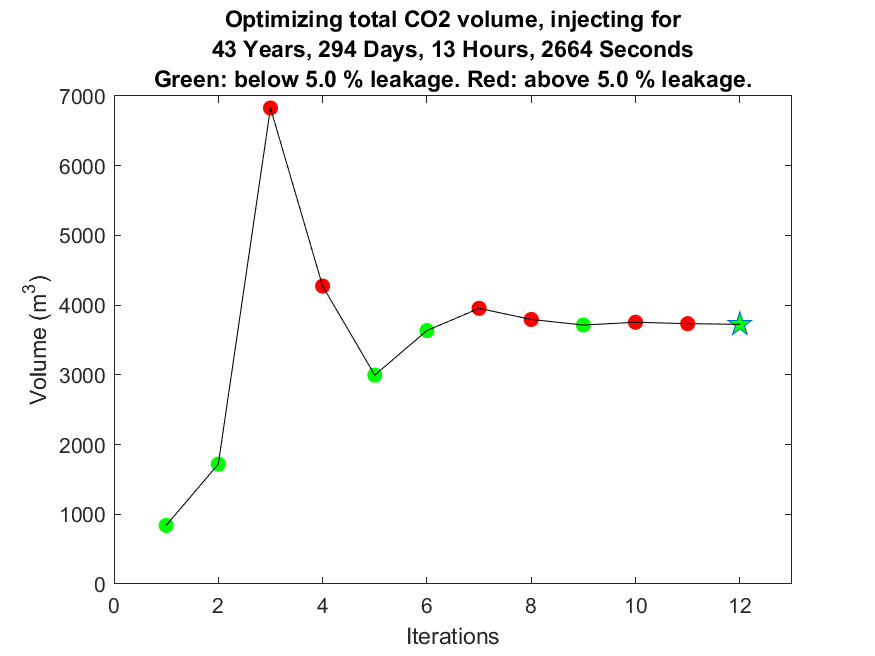 Optimizing total CO2 volume, injecting for
43 Years, 294 Days, 13 Hours, 2664 Seconds
Green: below 5.0 % leakage. Red: above 5.0 % leakage.
7000
6000
5000
4000
3000
2000
1000
0
Volume (m³)
0 2 4 6 8 10 12
Iterations